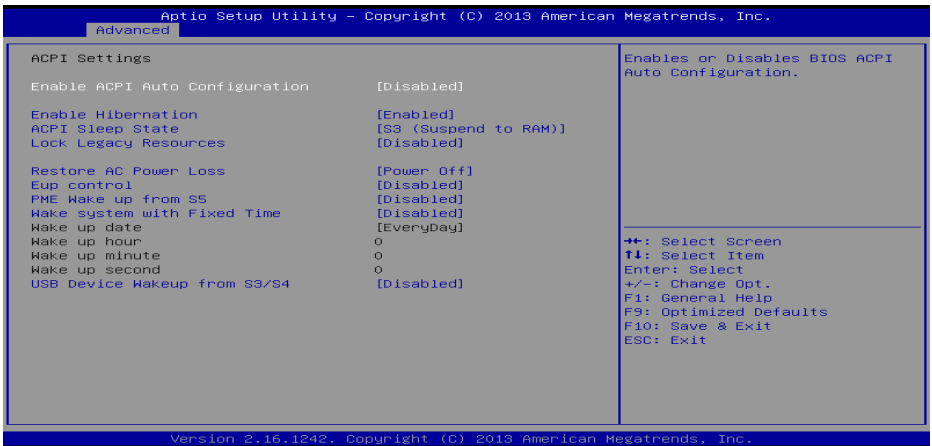 Aptio Setup Utility – Copyright (C) 2013 American Megatrends, Inc.
Advanced
ACPI Settings
Enable ACPI Auto Configuration [Disabled]
Enable Hibernation [Enabled]
ACPI Sleep State [S3 (Suspend to RAM)]
Lock Legacy Resources [Disabled]
Restore AC Power Loss [Power Off]
Eup control [Disabled]
PME Wake up from S5 [Disabled]
Wake system with Fixed Time [Disabled]
Wake up date [EveryDay]
Wake up hour 0
Wake up minute 0
Wake up second 0
USB Device Wakeup from S3/S4 [Disabled]
Enables or Disables BIOS ACPI
Auto Configuration.
→←: Select Screen
↑↓: Select Item
Enter: Select
+/-: Change Opt.
F1: General Help
F9: Optimized Defaults
F10: Save & Exit
ESC: Exit
Version 2.16.1242. Copyright (C) 2013 American Megatrends, Inc.